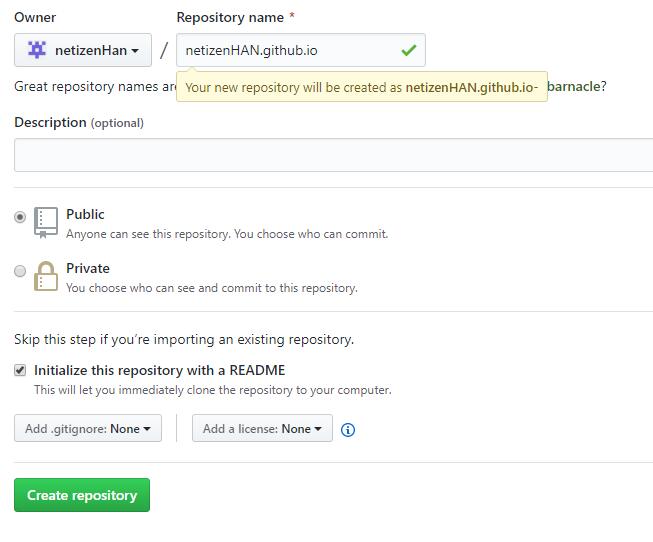 Owner
Repository name *
netizenHan / netizenHAN.github.io
Great repository names are barnacle?
Your new repository will be created as netizenHAN.github.io-
Description (optional)
Public
Anyone can see this repository. You choose who can commit.
Private
You choose who can see and commit to this repository.
Skip this step if you’re importing an existing repository.
Initialize this repository with a README
This will let you immediately clone the repository to your computer.
Add .gitignore: None Add a license: None
Create repository